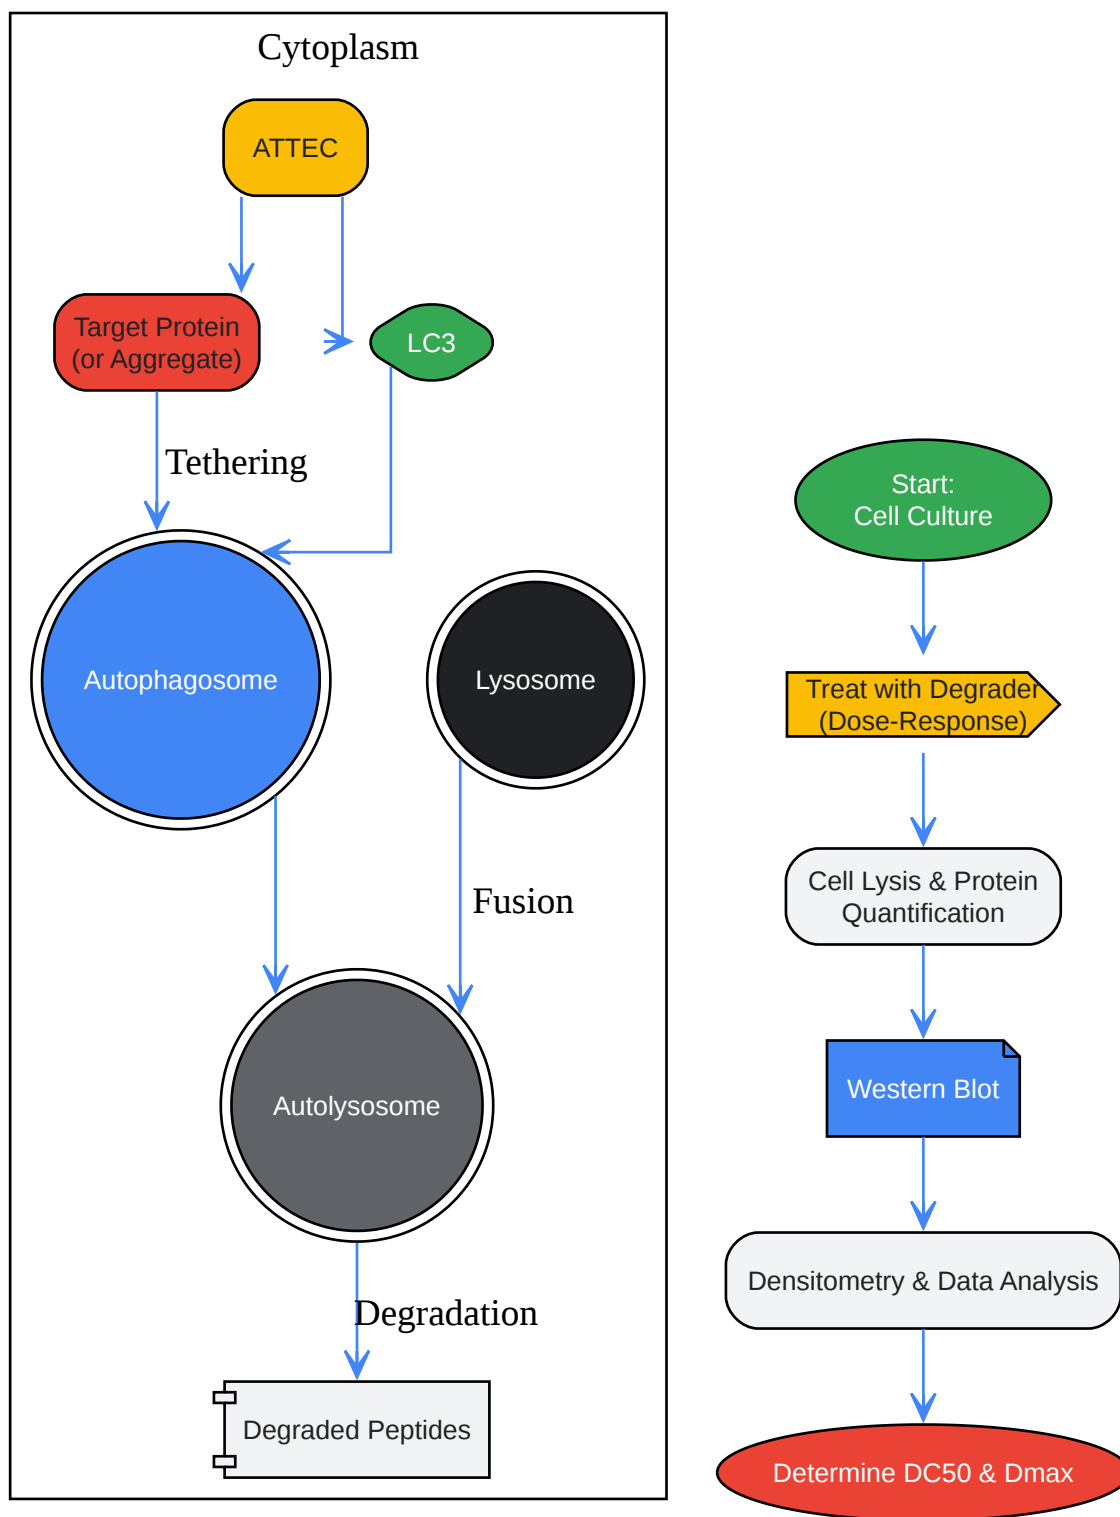 Cytoplasm
ATTEC
Target Protein
(or Aggregate)
LC3
Tethering
Autophagosome
Lysosome
Fusion
Autolysosome
Degradation
Degraded Peptides
Start:
Cell Culture
Treat with Degrader
(Dose-Response)
Cell Lysis & Protein
Quantification
Western Blot
Densitometry & Data Analysis
Determine DC50 & Dmax